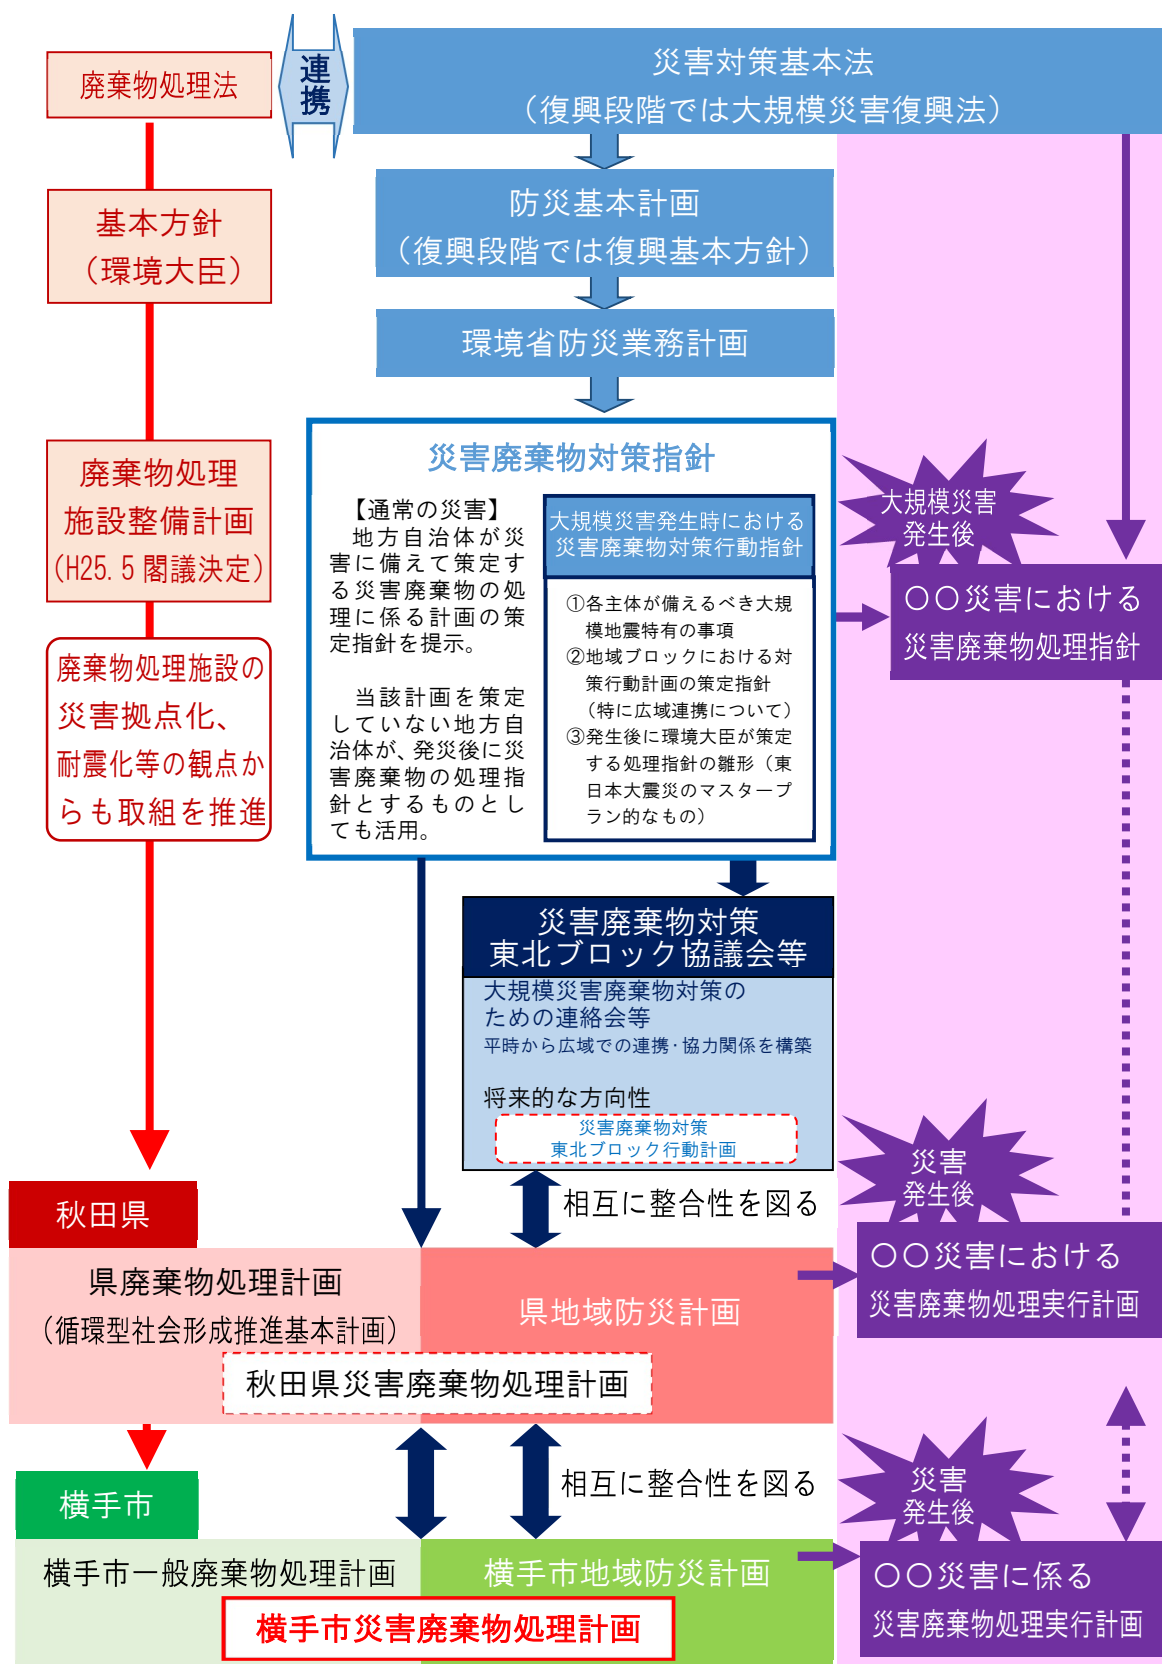 廃棄物処理法
連
携
災害対策基本法
（復興段階では大規模災害復興法）
防災基本計画
（復興段階では復興基本方針）
基本方針
（環境大臣）
環境省防災業務計画
廃棄物処理
施設整備計画
(H25.5 閣議決定)
廃棄物処理施設の
災害拠点化、
耐震化等の観点か
らも取組を推進
災害廃棄物対策指針
【通常の災害】
地方自治体が災
害に備えて策定す
る災害廃棄物の処
理に係る計画の策
定指針を提示。
当該計画を策定
していない地方自
治体が、発災後に災
害廃棄物の処理指
針とするものとし
ても活用。
大規模災害発生時における
災害廃棄物対策行動指針
①各主体が備えるべき大規
模地震特有の事項
②地域ブロックにおける対
策行動計画の策定指針
（特に広域連携について）
③発生後に環境大臣が策定
する処理指針の雛形（東
日本大震災のマスタープ
ラン的なもの）
大規模災害
発生後
〇〇災害における
災害廃棄物処理指針
災害廃棄物対策
東北ブロック協議会等
大規模災害廃棄物対策の
ための連絡会等
平時から広域での連携・協力関係を構築
将来的な方向性
災害廃棄物対策
東北ブロック行動計画
相互に整合性を図る
災害
発生後
〇〇災害における
災害廃棄物処理実行計画
秋田県
県廃棄物処理計画
（循環型社会形成推進基本計画）
県地域防災計画
秋田県災害廃棄物処理計画
相互に整合性を図る
災害
発生後
〇〇災害に係る
災害廃棄物処理実行計画
横手市
横手市一般廃棄物処理計画
横手市地域防災計画
横手市災害廃棄物処理計画